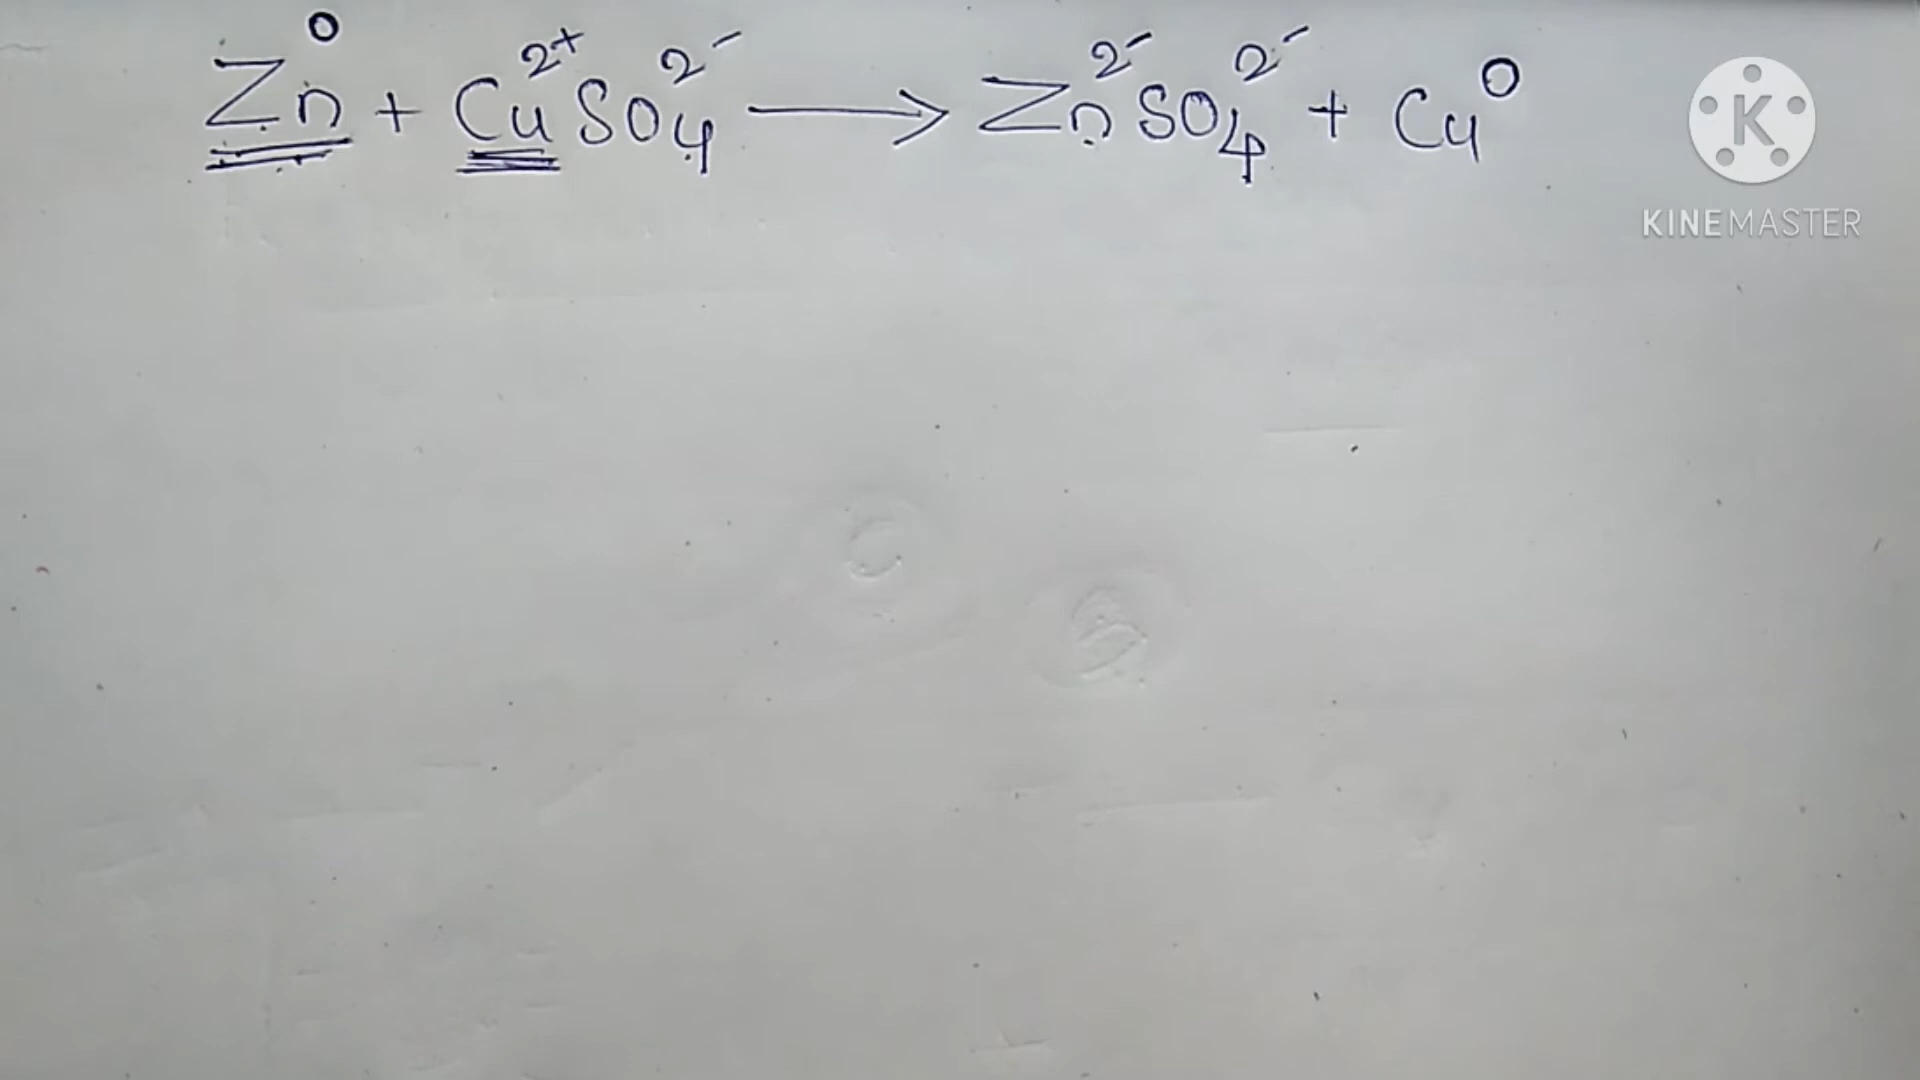 Zn⁰ + Cu²⁺SO₄²⁻ ⟶ Zn²⁻SO₄²⁻ + Cu⁰
K
KINEMASTER